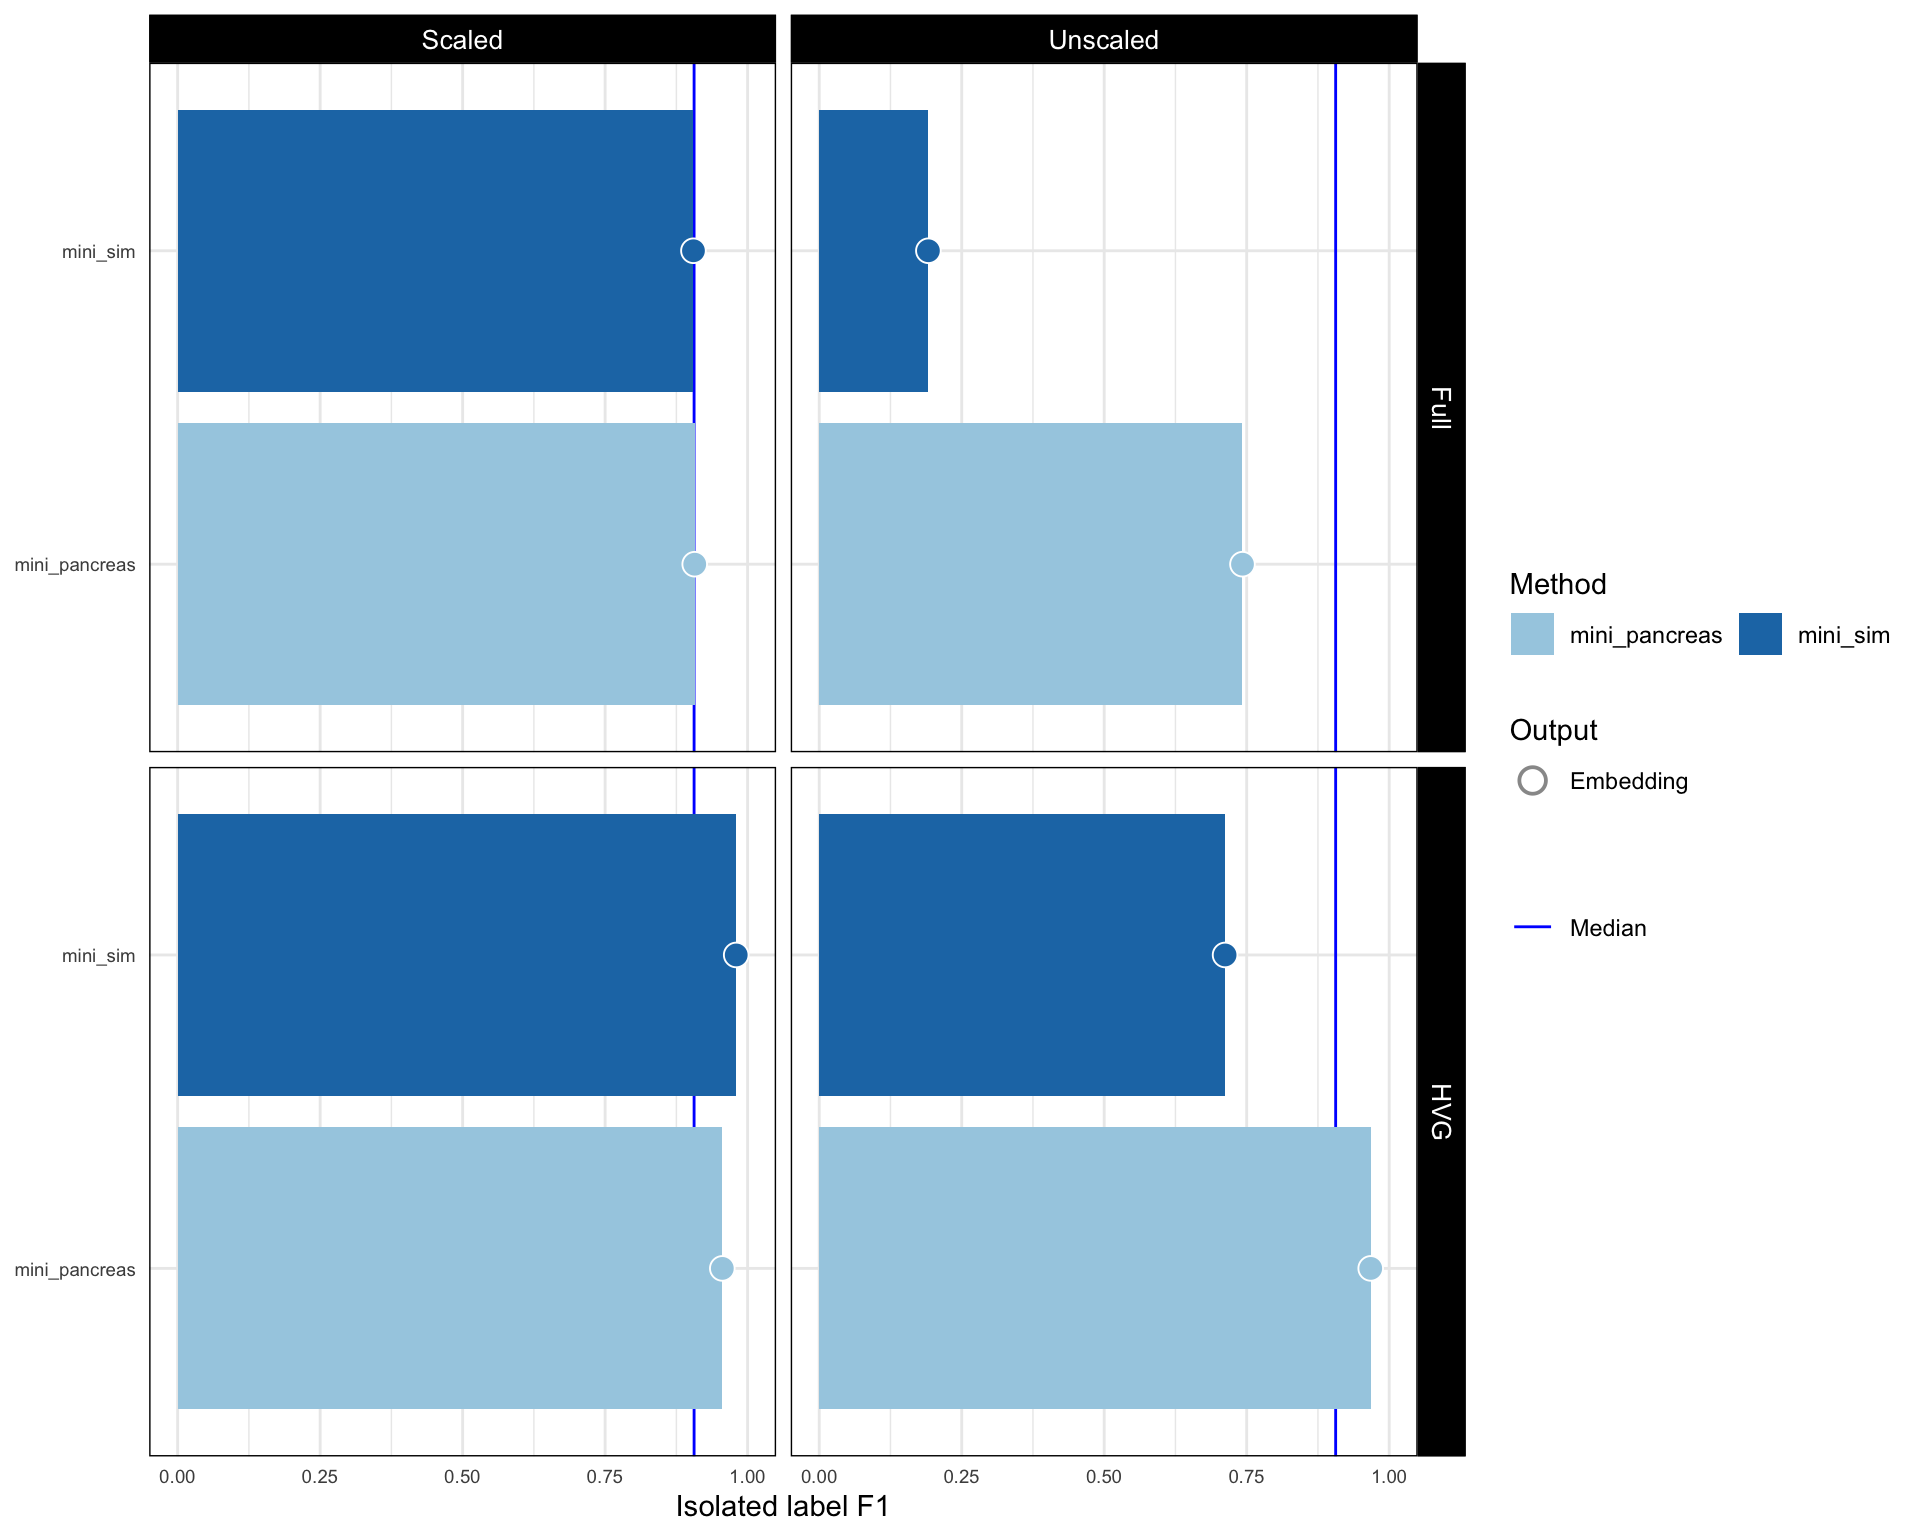 Scaled
Unscaled
mini_sim
mini_pancreas
Full
mini_sim
mini_pancreas
HVG
0.00 0.25 0.50 0.75 1.00
0.00 0.25 0.50 0.75 1.00
Isolated label F1
Method
mini_pancreas mini_sim
Output
Embedding
Median